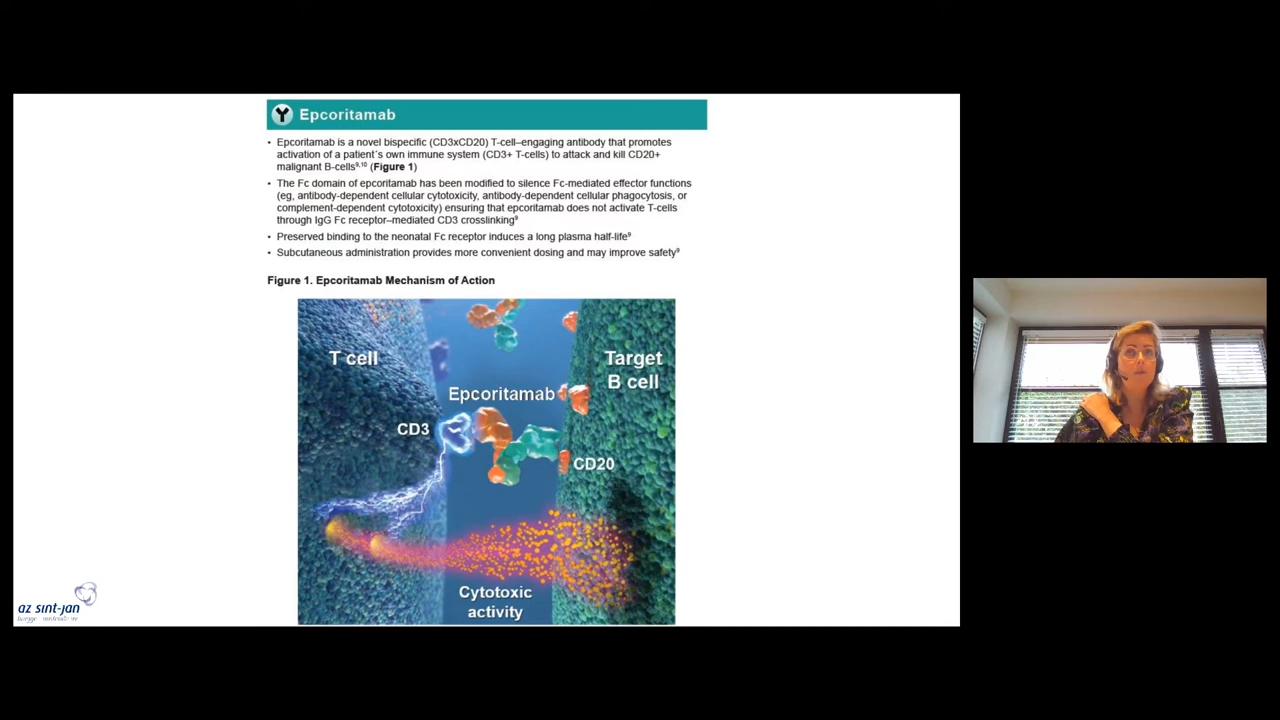 Epcoritamab
• Epcoritamab is a novel bispecific (CD3xCD20) T-cell–engaging antibody that promotes
activation of a patient´s own immune system (CD3+ T-cells) to attack and kill CD20+
malignant B-cells⁹,¹⁰ (Figure 1)
• The Fc domain of epcoritamab has been modified to silence Fc-mediated effector functions
(eg, antibody-dependent cellular cytotoxicity, antibody-dependent cellular phagocytosis, or
complement-dependent cytotoxicity) ensuring that epcoritamab does not activate T-cells
through IgG Fc receptor–mediated CD3 crosslinking⁹
• Preserved binding to the neonatal Fc receptor induces a long plasma half-life⁹
• Subcutaneous administration provides more convenient dosing and may improve safety⁹
Figure 1. Epcoritamab Mechanism of Action
T cell
Target
B cell
Epcoritamab
CD3
CD20
Cytotoxic
activity
az sint-jan